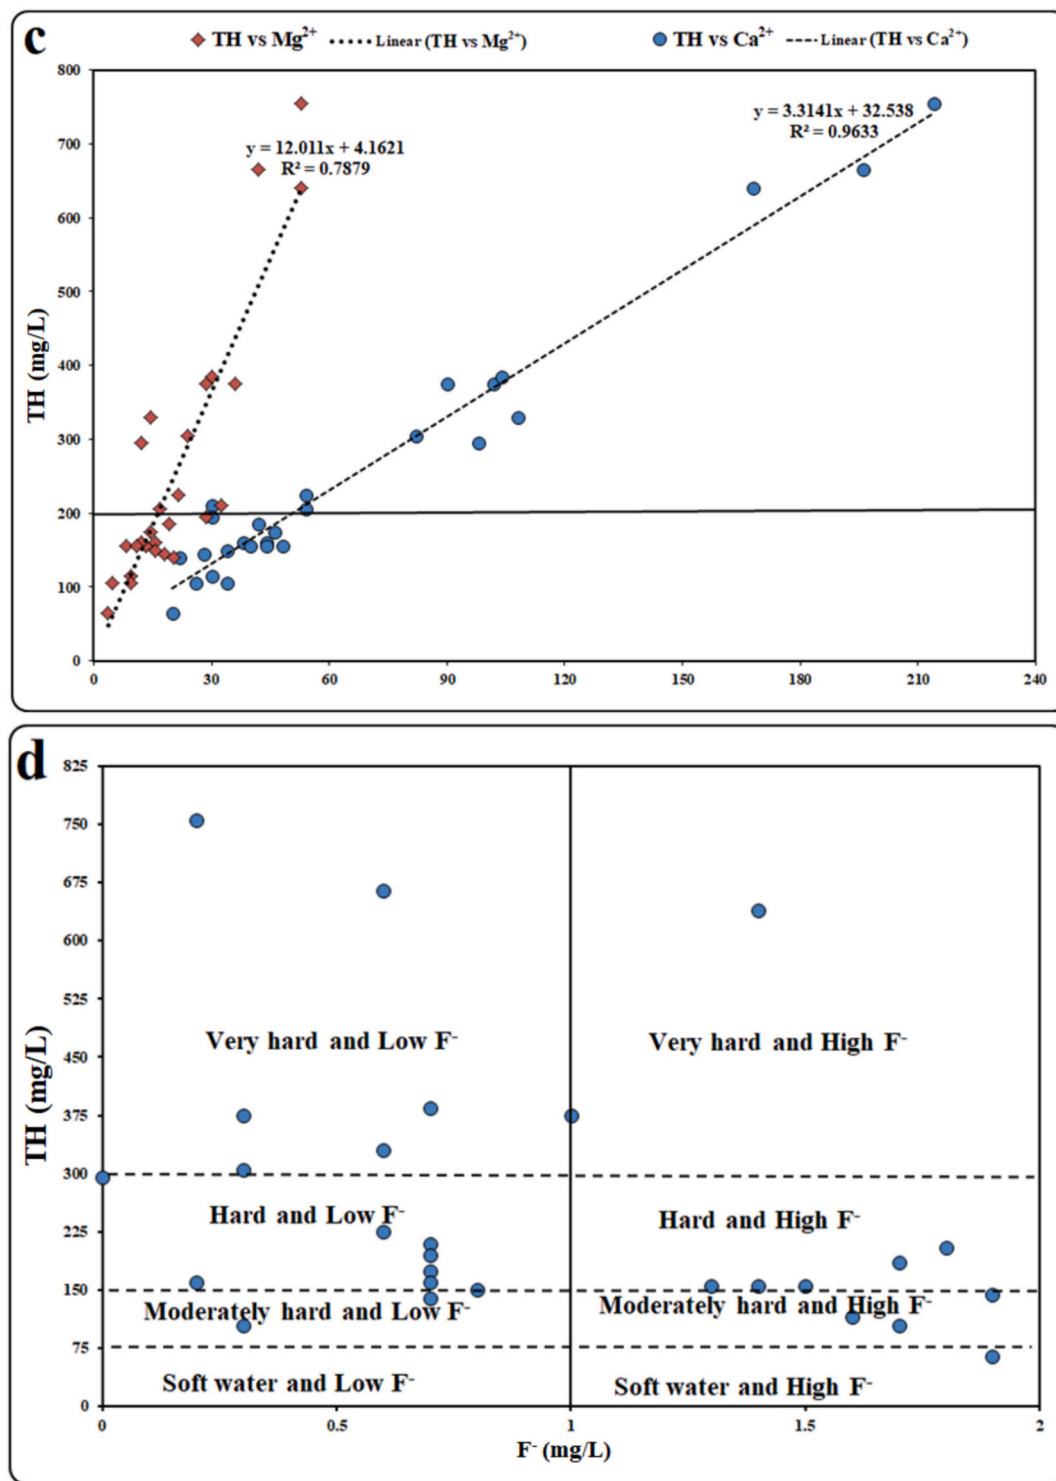 c
TH vs Mg²⁺ Linear (TH vs Mg²⁺) TH vs Ca²⁺ Linear (TH vs Ca²⁺)
800
y = 3.3141x + 32.538
R² = 0.9633
700
y = 12.011x + 4.1621
R² = 0.7879
600
500
400
TH (mg/L)
300
200
100
0
0 30 60 90 120 150 180 210 240
d
825
750
675
600
525
Very hard and Low F⁻ Very hard and High F⁻
450
TH (mg/L)
375
300
Hard and Low F⁻ Hard and High F⁻
225
150
Moderately hard and Low F⁻ Moderately hard and High F⁻
75
Soft water and Low F⁻ Soft water and High F⁻
0
0 0.5 1 1.5 2
F⁻ (mg/L)